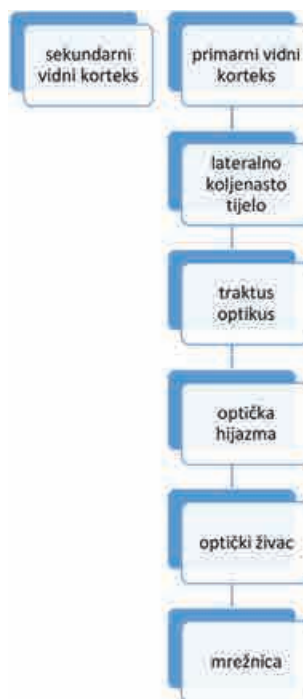 sekundarni
vidni korteks
primarni vidni
korteks
lateralno
koljenasto
tijelo
traktus
optikus
optička
hijazma
optički živac
mrežnica